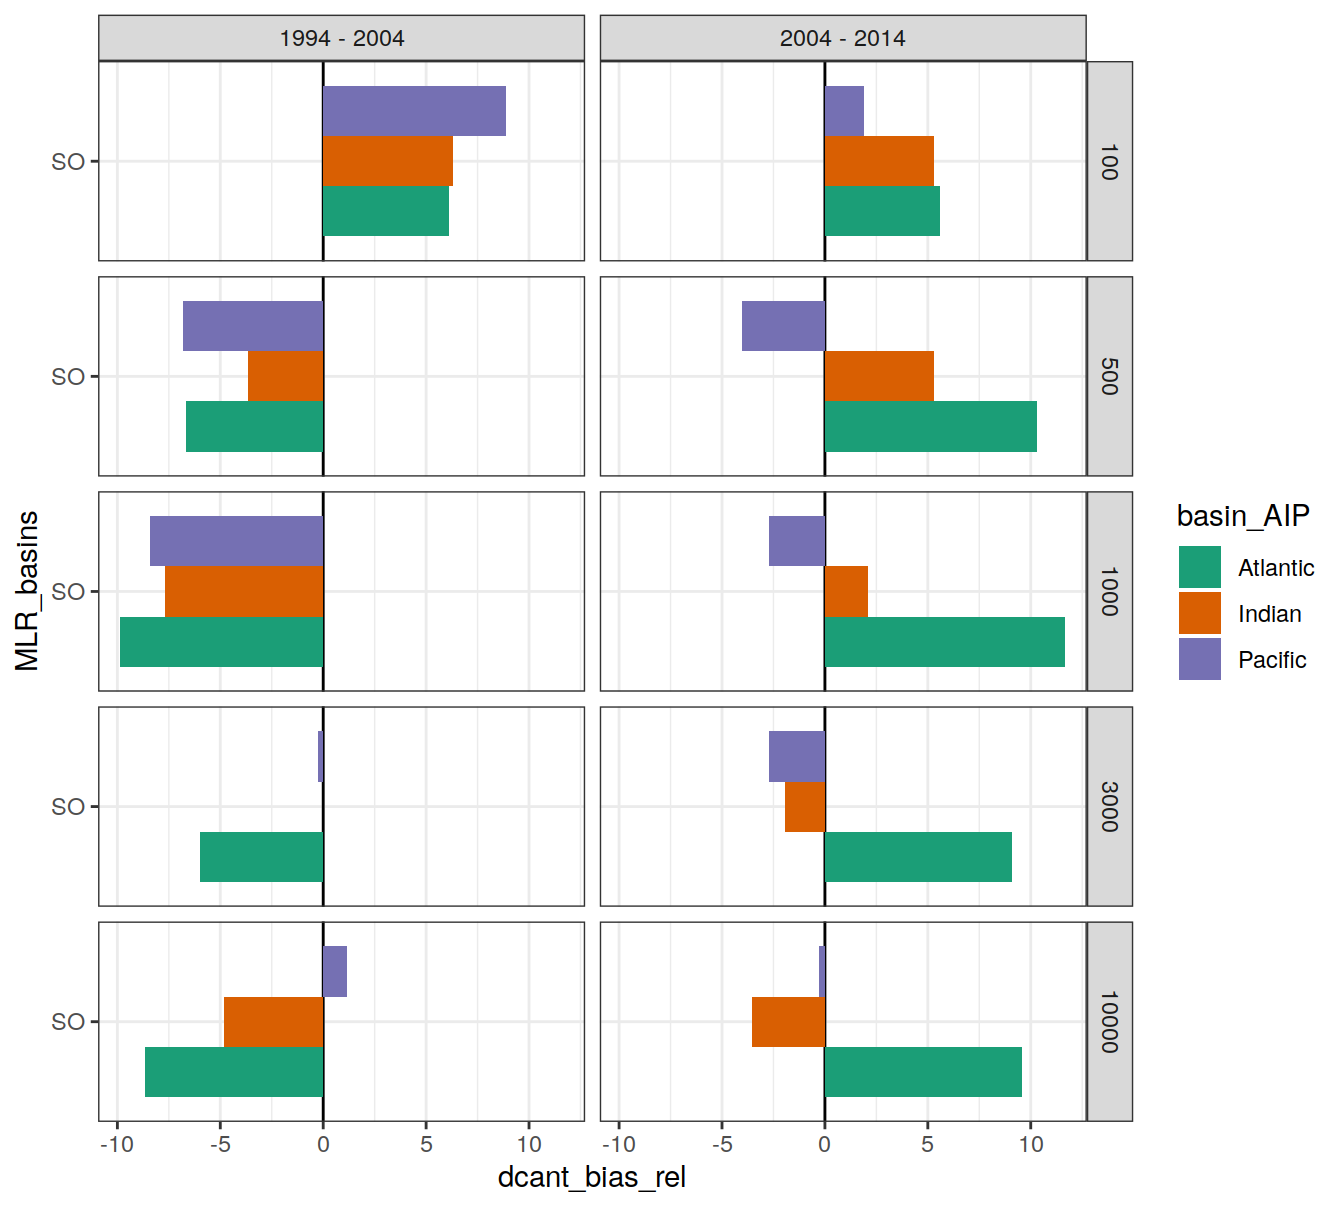 1994 - 2004
2004 - 2014
SO
100
SO
500
MLR_basins
SO
1000
SO
3000
SO
10000
-10 -5 0 5 10
-10 -5 0 5 10
dcant_bias_rel
basin_AIP
Atlantic
Indian
Pacific